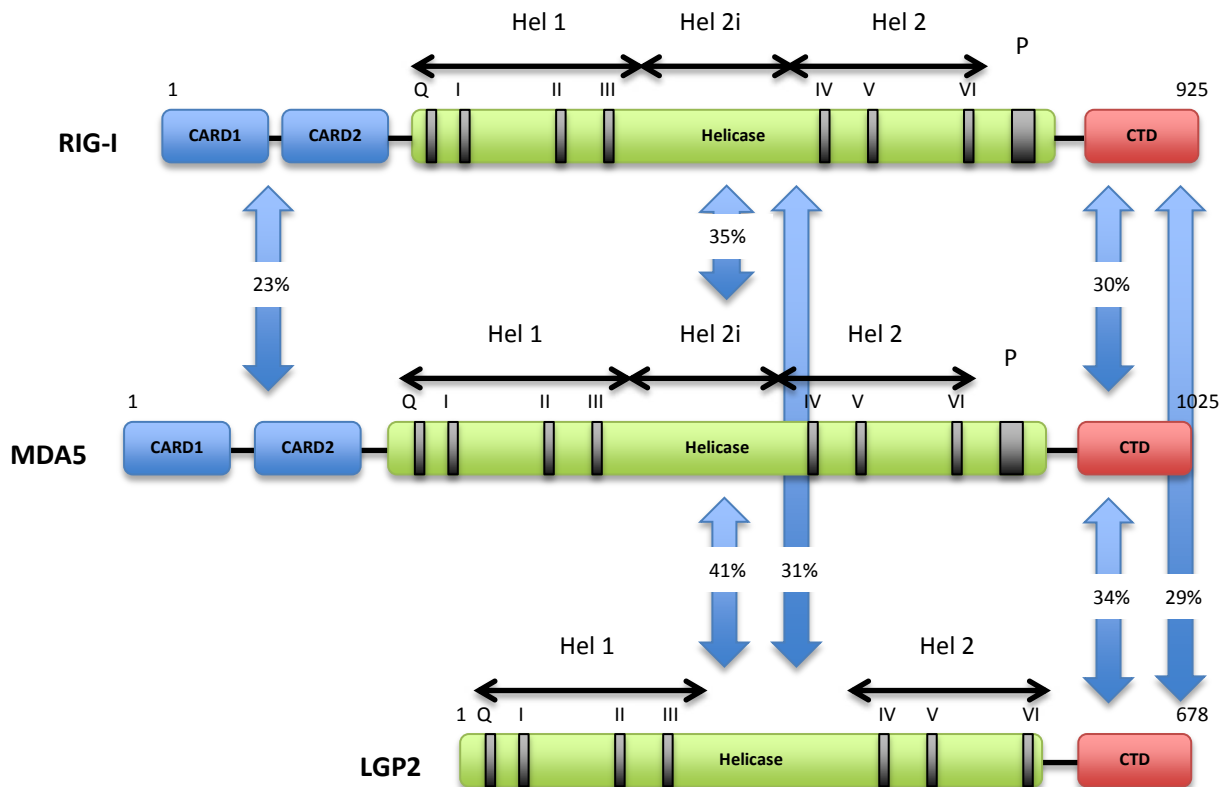 Hel 1 Hel 2i Hel 2 P
1 Q I II III IV V VI 925
RIG-I CARD1 CARD2 Helicase CTD
35%
23% 30%
Hel 1 Hel 2i Hel 2 P
1 Q I II III IV V VI 1025
MDA5 CARD1 CARD2 Helicase CTD
41% 31% 34% 29%
Hel 1 Hel 2
1 Q I II III IV V VI 678
LGP2 Helicase CTD